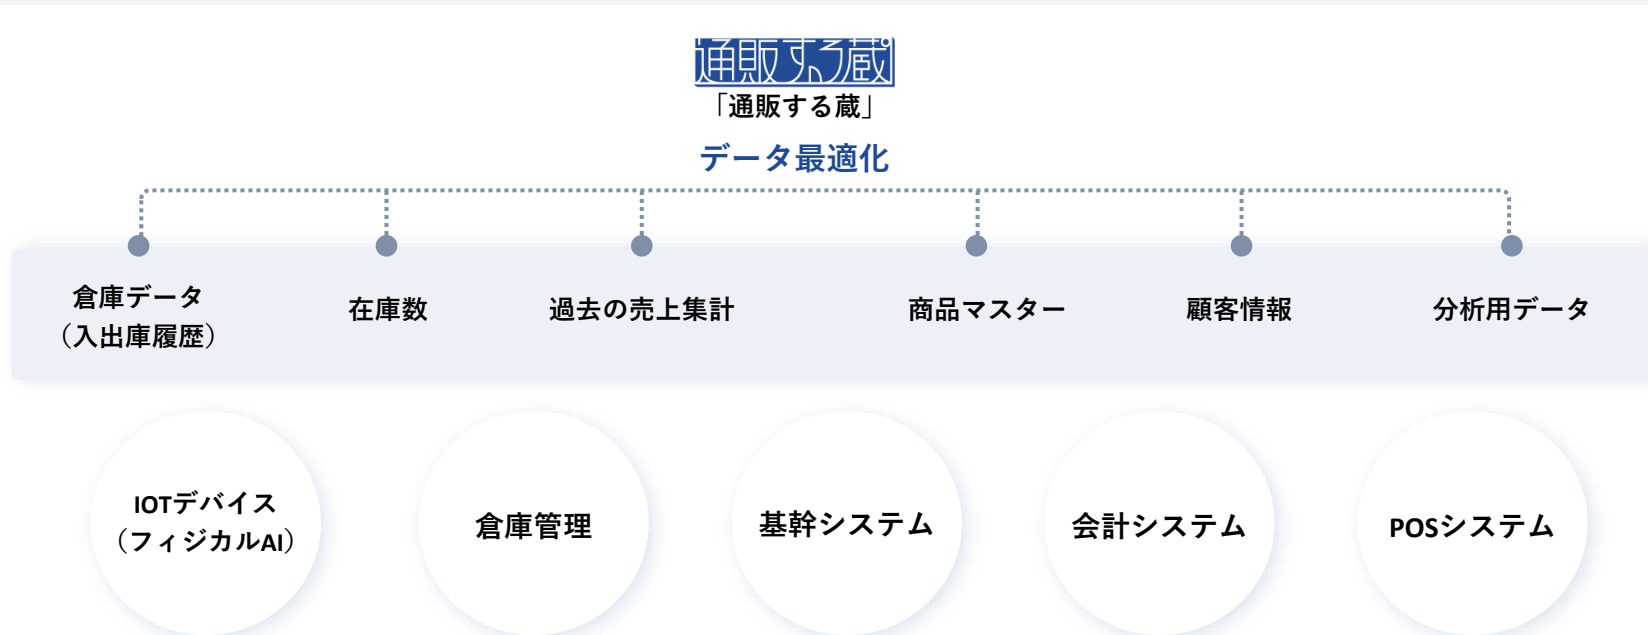 通販する蔵
「通販する蔵」
データ最適化
倉庫データ
（入出庫履歴）
在庫数
過去の売上集計
商品マスター
顧客情報
分析用データ
IOTデバイス
（フィジカルAI）
倉庫管理
基幹システム
会計システム
POSシステム